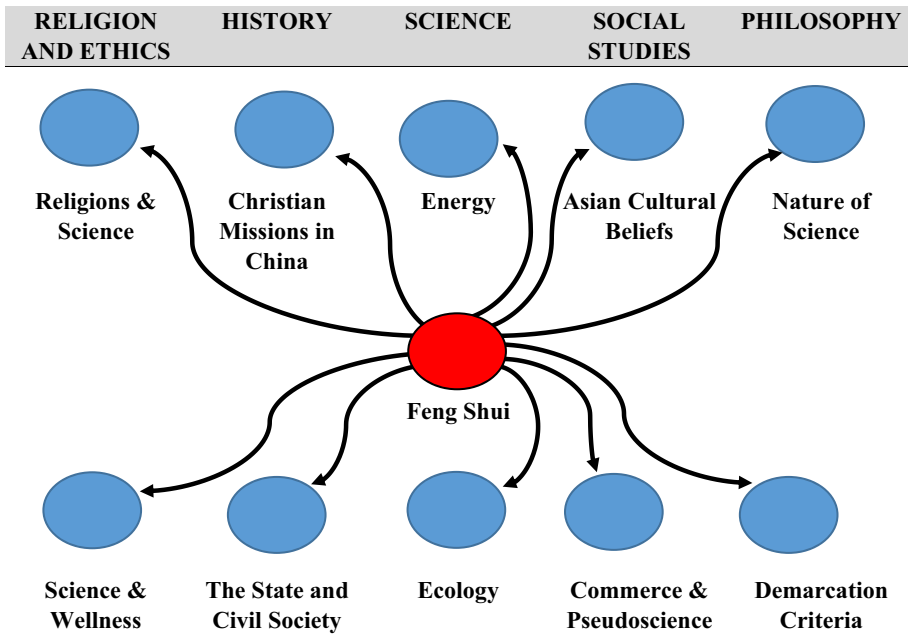 RELIGION AND ETHICS
HISTORY
SCIENCE
SOCIAL STUDIES
PHILOSOPHY
Religions &
Science
Christian
Missions in
China
Energy
Asian Cultural
Beliefs
Nature of
Science
Feng Shui
Science &
Wellness
The State and
Civil Society
Ecology
Commerce &
Pseudoscience
Demarcation
Criteria